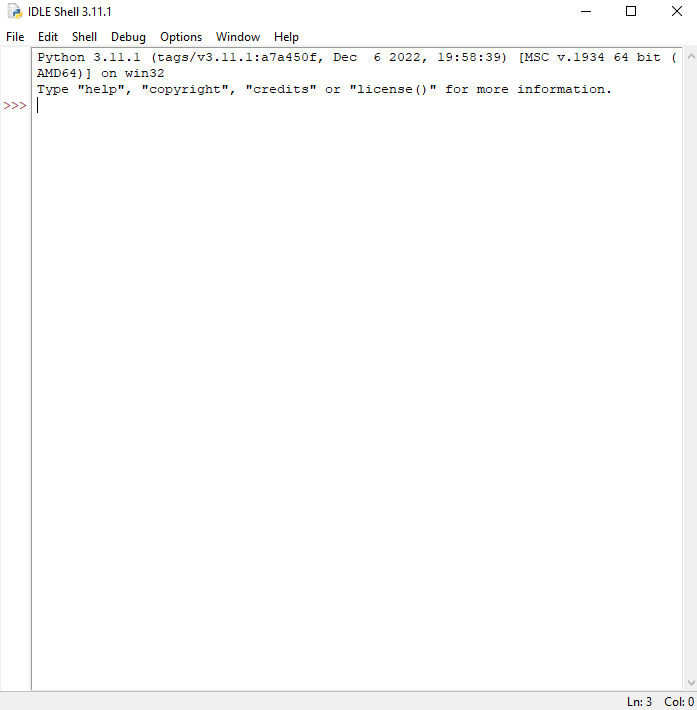 IDLE Shell 3.11.1
File Edit Shell Debug Options Window Help
Python 3.11.1 (tags/v3.11.1:a7a450f, Dec  6 2022, 19:58:39) [MSC v.1934 64 bit (
AMD64)] on win32
Type "help", "copyright", "credits" or "license()" for more information.
>>>
Ln: 3 Col: 0